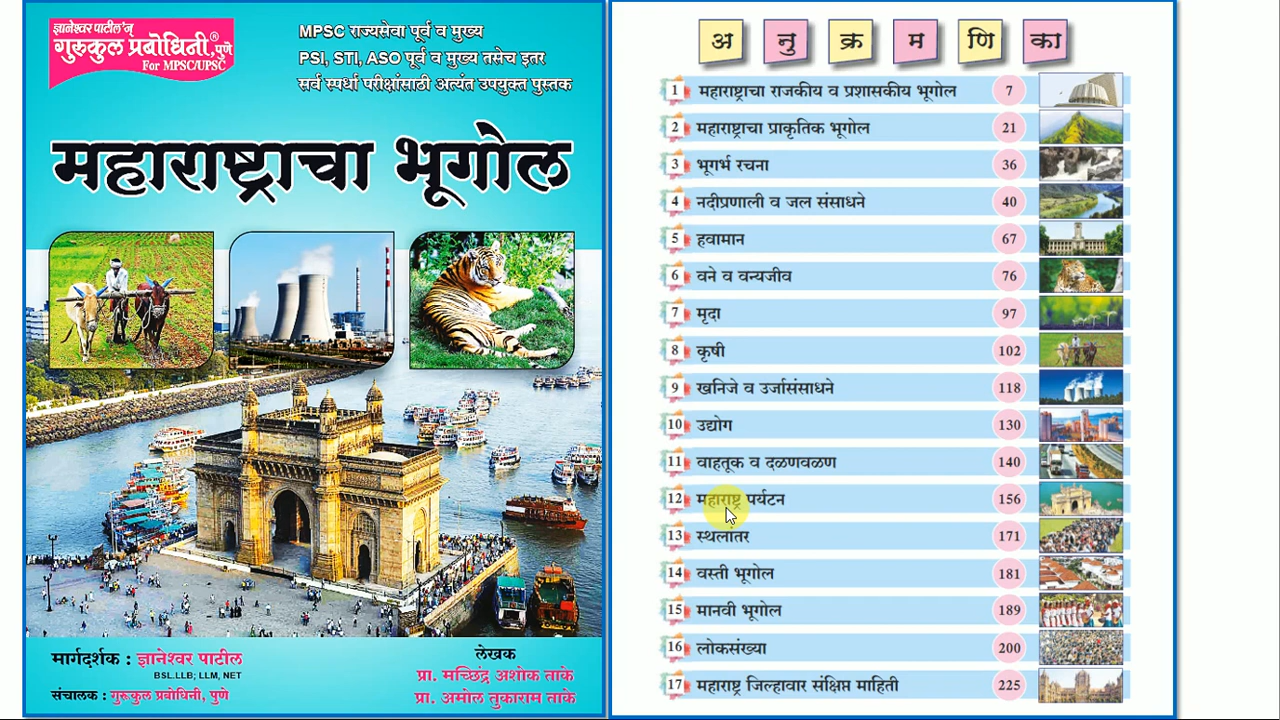 ज्ञानेश्वर पाटील'न्
गुरुकुल प्रबोधिनी,® पुणे
For MPSC/UPSC
MPSC राज्यसेवा पूर्व व मुख्य
PSI, STI, ASO पूर्व व मुख्य तसेच इतर
सर्व स्पर्धा परीक्षांसाठी अत्यंत उपयुक्त पुस्तक
महाराष्ट्राचा भूगोल
मार्गदर्शक : ज्ञानेश्वर पाटील
BSL.LLB; LLM, NET
संचालक : गुरूकुल प्रबोधिनी, पुणे
लेखक
प्रा. मच्छिंद्र अशोक ताके
प्रा. अमोल तुकाराम ताके
अ नु क्र म णि का
1 महाराष्ट्राचा राजकीय व प्रशासकीय भूगोल 7
2 महाराष्ट्राचा प्राकृतिक भूगोल 21
3 भूगर्भ रचना 36
4 नदीप्रणाली व जल संसाधने 40
5 हवामान 67
6 वने व वन्यजीव 76
7 मृदा 97
8 कृषी 102
9 खनिजे व उर्जासंसाधने 118
10 उद्योग 130
11 वाहतूक व दळणवळण 140
12 महाराष्ट्र पर्यटन 156
13 स्थलांतर 171
14 वस्ती भूगोल 181
15 मानवी भूगोल 189
16 लोकसंख्या 200
17 महाराष्ट्र जिल्हावार संक्षिप्त माहिती 225